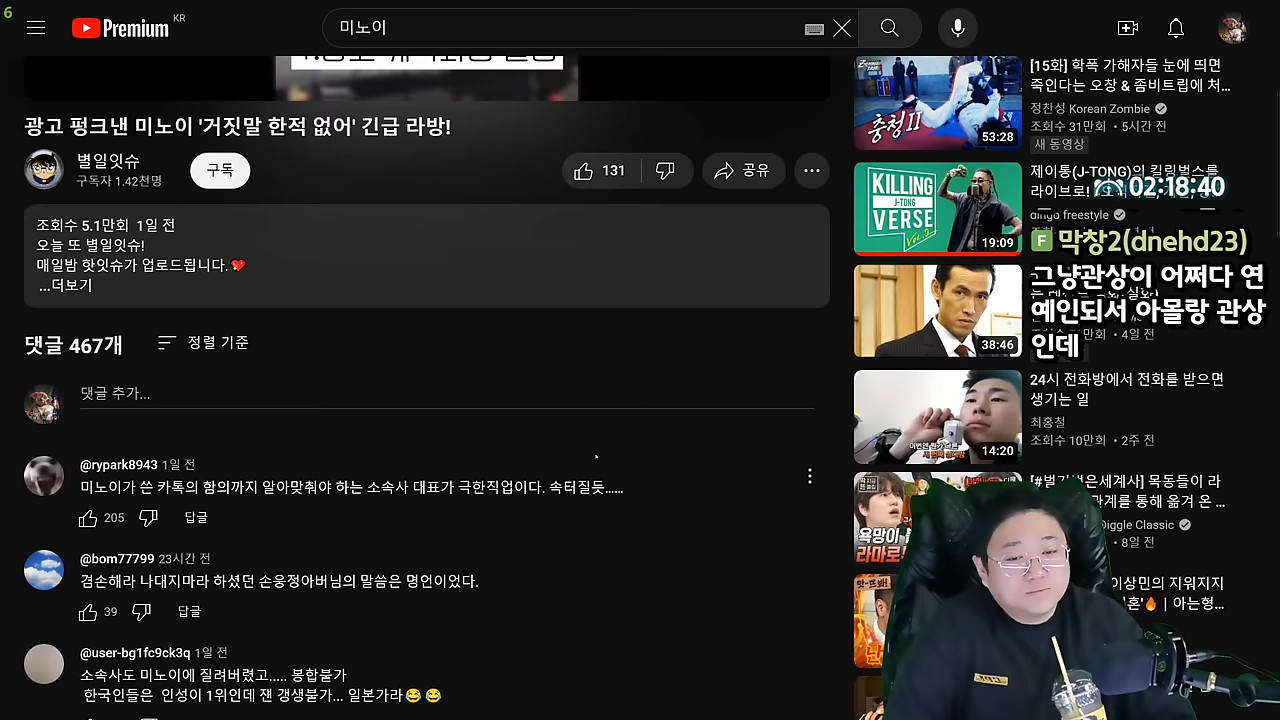 6
Premium KR
미노이
광고 펑크낸 미노이 '거짓말 한적 없어' 긴급 라방!
별일잇슈
구독자 1.42천명
구독
131
공유
조회수 5.1만회 1일 전
오늘 또 별일잇슈!
매일밤 핫잇슈가 업로드됩니다.💖
...더보기
댓글 467개
정렬 기준
댓글 추가...
@rypark8943 1일 전
미노이가 쓴 카톡의 함의까지 알아맞춰야 하는 소속사 대표가 극한직업이다. 속터질듯......
205
답글
@bom77799 23시간 전
겸손해라 나대지마라 하셨던 손웅정아버님의 말씀은 명언이었다.
39
답글
@user-bg1fc9ck3q 1일 전
소속사도 미노이에 질려버렸고..... 봉합불가
한국인들은 인성이 1위인데 쟨 갱생불가... 일본가라😂😂
충청II
53:28
[15화] 학폭 가해자들 눈에 띄면
죽인다는 오창 & 좀비트립에 처...
정찬성 Korean Zombie
조회수 31만회 • 5시간 전
새 동영상
KILLING
J-TONG
VERSE
Vol.2
19:09
제이통(J-TONG)의 킬링벌스를
라이브로!
02:18:40
dingo freestyle
F 막창2(dnehd23)
그냥관상이 어쩌다 연
예인되서 아몰랑 관상
인데
38:46
만회 • 4일 전
14:20
24시 전화방에서 전화를 받으면
생기는 일
최홍철
조회수 10만회 • 2주 전
욕망이
라마로
목동들이 라
관계를 통해 옮겨 온 ...
Diggle Classic
• 8일 전
맛-뜨봐!
이상민의 지워지지
혼'🔥 | 아는형...